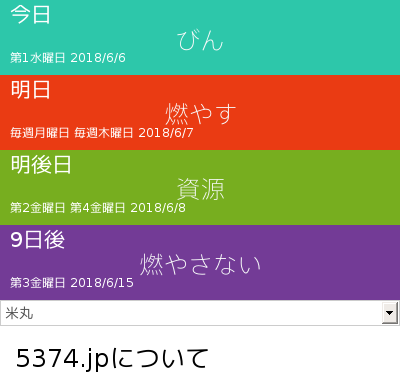 今日
びん
第1水曜日 2018/6/6
明日
燃やす
毎週月曜日 毎週木曜日 2018/6/7
明後日
資源
第2金曜日 第4金曜日 2018/6/8
9日後
燃やさない
第3金曜日 2018/6/15
米丸
5374.jpについて